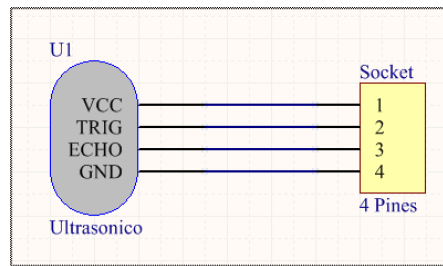 U1
VCC
TRIG
ECHO
GND
Ultrasonico
Socket
1
2
3
4
4 Pines